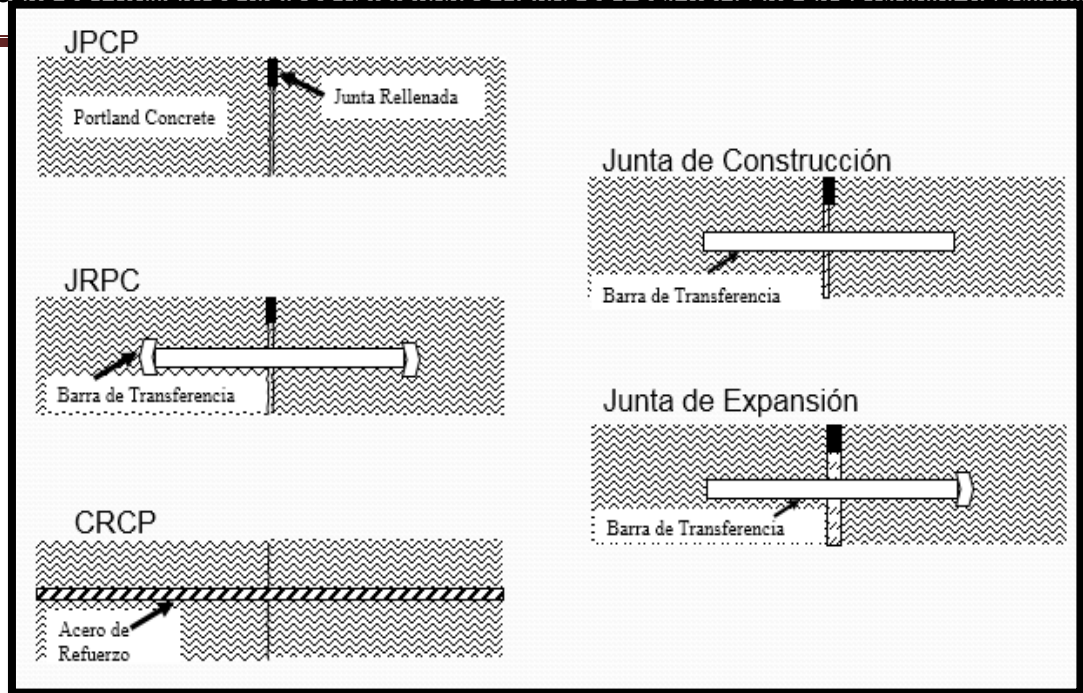 JPCP
Junta Rellenada
Portland Concrete
Junta de Construcción
Barra de Transferencia
JRPC
Barra de Transferencia
Junta de Expansión
Barra de Transferencia
CRCP
Acero de
Refuerzo